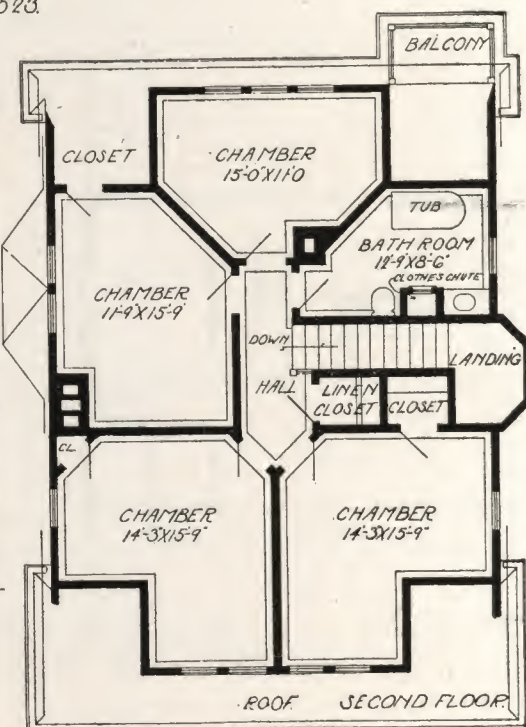 BALCONY
CLOSET
CHAMBER
15'-0"X11'0
TUB
BATH ROOM
12'-9"X8'-6"
CLOTHES CHUTE
CHAMBER
11'-9"X15'-9"
DOWN
LANDING
HALL
LINEN
CLOSET
CLOSET
CL.
CHAMBER
14'-3"X15'-9"
CHAMBER
14'-3"X15'-9"
ROOF.
SECOND FLOOR.